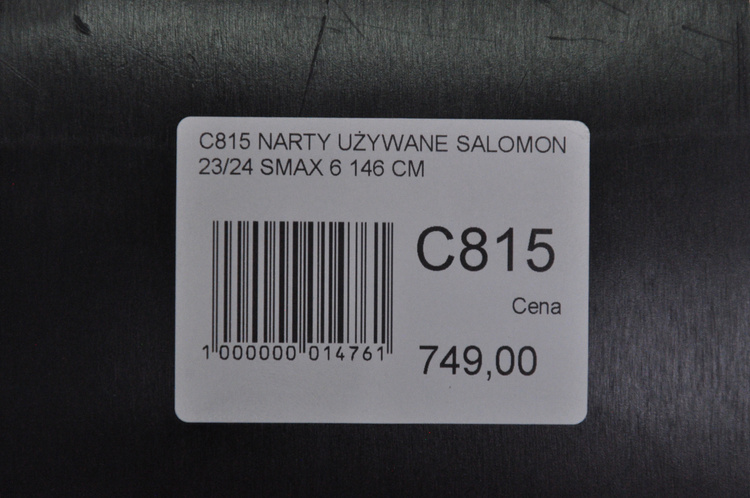 C815 NARTY UŻYWANE SALOMON
23/24 SMAX 6 146 CM
C815
Cena
1 000000 014761
749,00